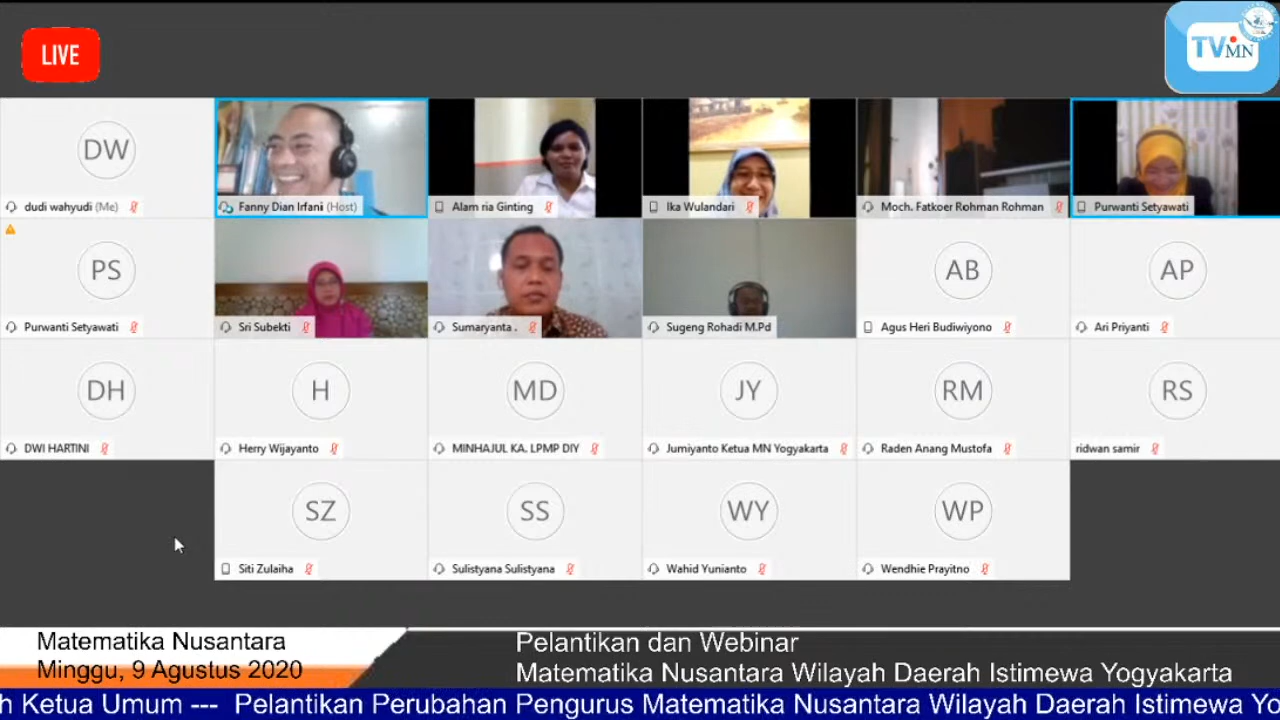 LIVE
TVMN
DW
dudi wahyudi (Me)
Fanny Dian Irfani (Host)
Alam ria Ginting
Ika Wulandari
Moch. Fatkoer Rohman Rohman
Purwanti Setyawati
PS
Purwanti Setyawati
Sri Subekti
Sumaryanta .
Sugeng Rohadi M.Pd
AB
Agus Heri Budiwiyono
AP
Ari Priyanti
DH
DWI HARTINI
H
Herry Wijayanto
MD
MINHAJUL KA. LPMP DIY
JY
Jumiyanto Ketua MN Yogyakarta
RM
Raden Anang Mustofa
RS
ridwan samir
SZ
Siti Zulaiha
SS
Sulistyana Sulistyana
WY
Wahid Yunianto
WP
Wendhie Prayitno
Matematika Nusantara
Minggu, 9 Agustus 2020
Pelantikan dan Webinar
Matematika Nusantara Wilayah Daerah Istimewa Yogyakarta
h Ketua Umum --- Pelantikan Perubahan Pengurus Matematika Nusantara Wilayah Daerah Istimewa Yo